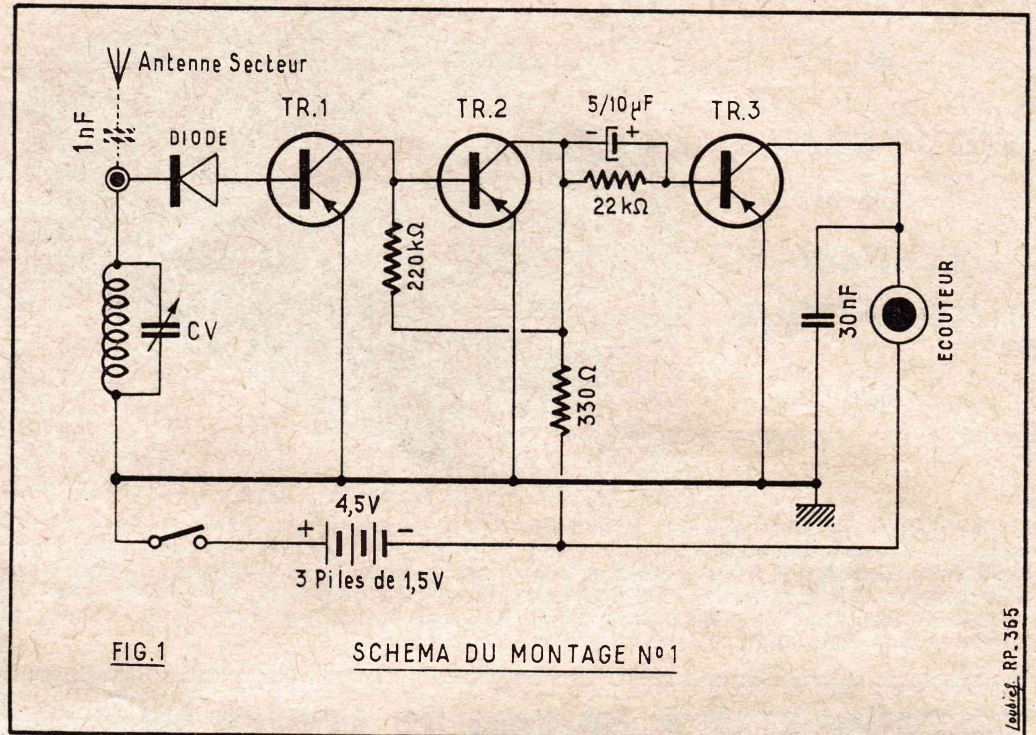 Antenne Secteur
1nF
DIODE
TR.1
TR.2
5/10µF
- +
TR.3
22kΩ
220kΩ
CV
330Ω
30nF
ECOUTEUR
4,5V
+ -
3 Piles de 1,5V
FIG.1
SCHEMA DU MONTAGE Nº1
RP.365